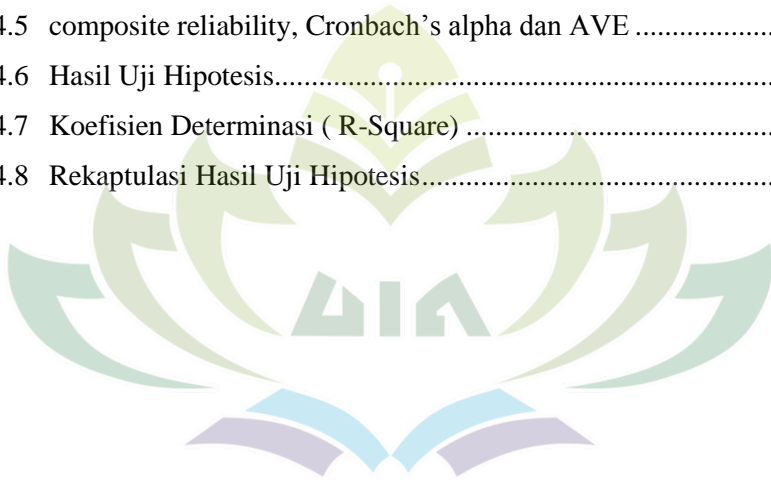 4.5 composite reliability, Cronbach's alpha dan AVE ....................
4.6 Hasil Uji Hipotesis.....................................................................
4.7 Koefisien Determinasi ( R-Square) ..........................................
4.8 Rekaptulasi Hasil Uji Hipotesis................................................
UIN